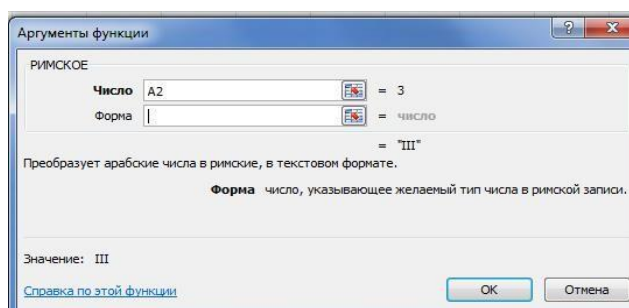 Аргументы функции
РИМСКОЕ
Число A2 = 3
Форма = число
= "III"
Преобразует арабские числа в римские, в текстовом формате.
Форма число, указывающее желаемый тип числа в римской записи.
Значение: III
Справка по этой функции
ОК Отмена